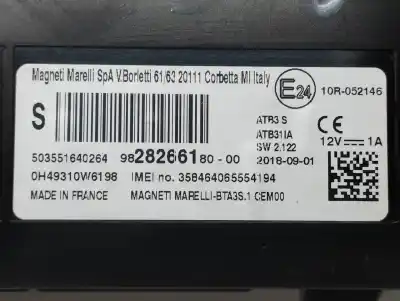 Magneti Marelli SpA V.Borletti 61/63 20111 Corbetta MI Italy
E24
10R-052146
S
ATB3 S
ATB31IA
SW 2.122
2018-09-01
CE
12V 1A
503551640264 9828266180-00
0H49310W6198 IMEI no. 358464065554194
MADE IN FRANCE MAGNETI MARELLI-BTA3S.1 OEM00